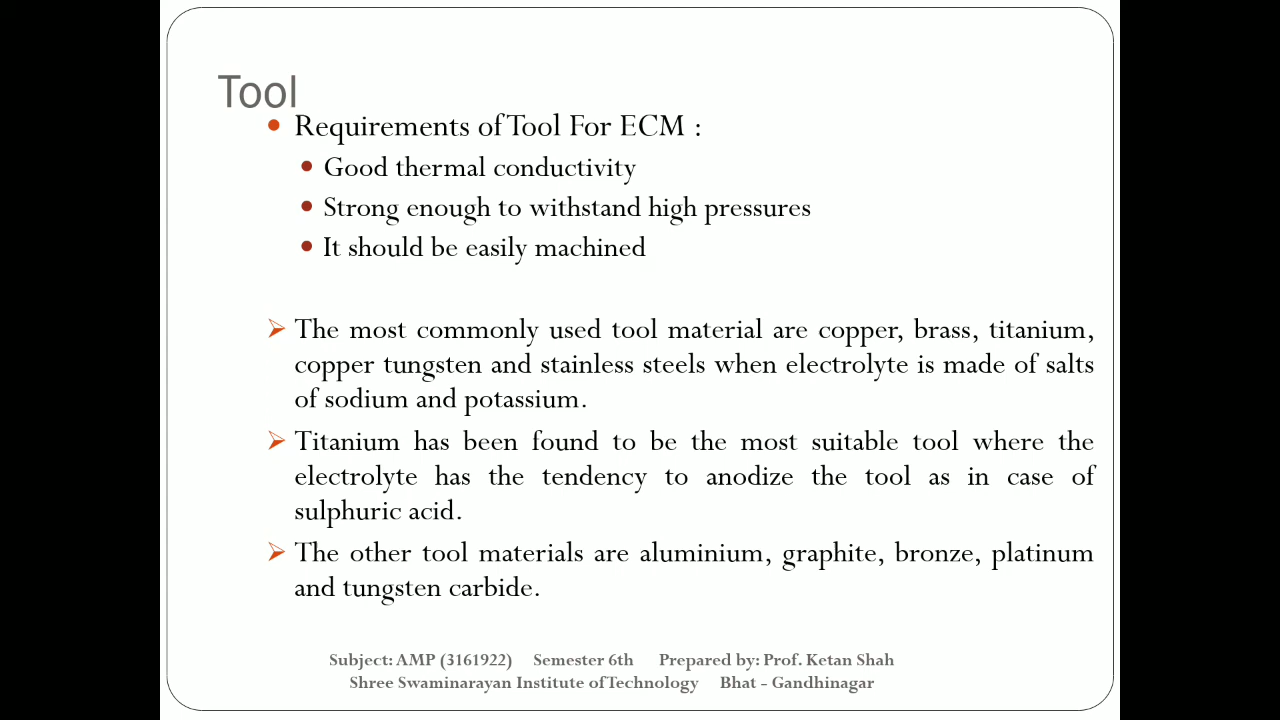 Tool
Requirements of Tool For ECM :
Good thermal conductivity
Strong enough to withstand high pressures
It should be easily machined
The most commonly used tool material are copper, brass, titanium,
copper tungsten and stainless steels when electrolyte is made of salts
of sodium and potassium.
Titanium has been found to be the most suitable tool where the
electrolyte has the tendency to anodize the tool as in case of
sulphuric acid.
The other tool materials are aluminium, graphite, bronze, platinum
and tungsten carbide.
Subject: AMP (3161922) Semester 6th Prepared by: Prof. Ketan Shah
Shree Swaminarayan Institute of Technology Bhat - Gandhinagar